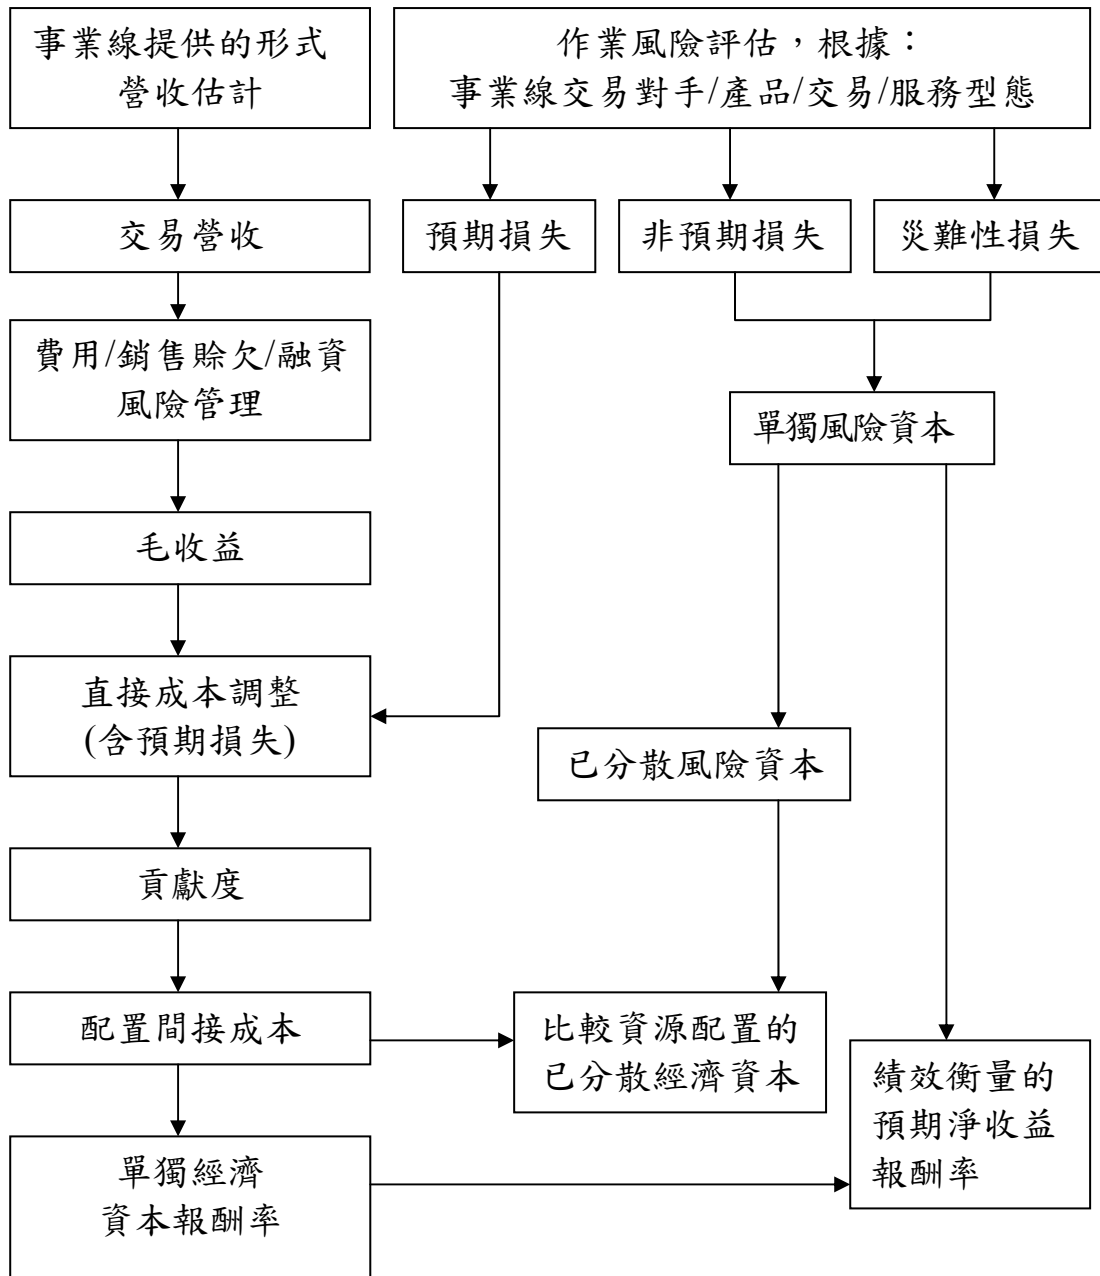 事業線提供的形式
營收估計
作業風險評估，根據：
事業線交易對手/產品/交易/服務型態
交易營收
預期損失
非預期損失
災難性損失
費用/銷售賒欠/融資
風險管理
單獨風險資本
毛收益
直接成本調整
(含預期損失)
已分散風險資本
貢獻度
配置間接成本
比較資源配置的
已分散經濟資本
績效衡量的
預期淨收益
報酬率
單獨經濟
資本報酬率